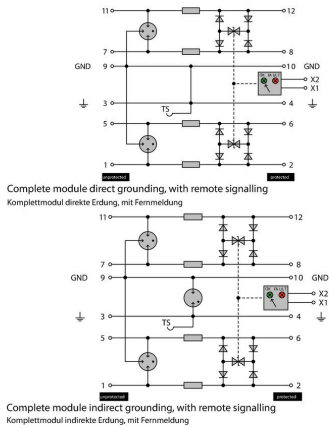 11 12
7 8
GND 9 10 GND
OK FAULT
X2
X1
3 4
TS
5 6
1 2
unprotected protected
Complete module direct grounding, with remote signalling
Komplettmodul direkte Erdung, mit Fernmeldung
11 12
7 8
GND 9 10 GND
OK FAULT
X2
X1
3 4
TS
5 6
1 2
unprotected protected
Complete module indirect grounding, with remote signalling
Komplettmodul indirekte Erdung, mit Fernmeldung